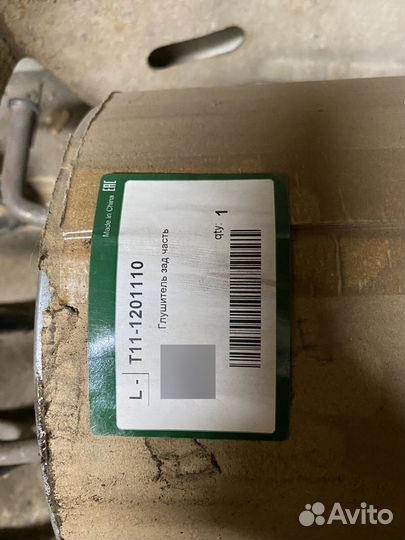 Made in China EAC
L - T11-1201110
Глушитель зад часть
qty: 1
Avito